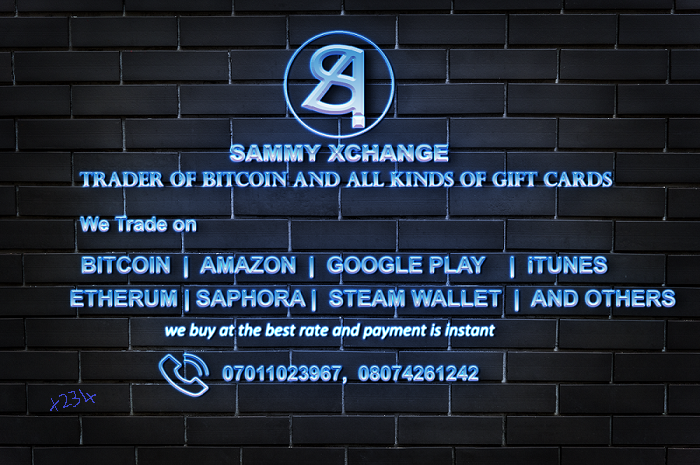 SAMMY XCHANGE
TRADER OF BITCOIN AND ALL KINDS OF GIFT CARDS
We Trade on
BITCOIN | AMAZON | GOOGLE PLAY | iTUNES
ETHERUM | SAPHORA | STEAM WALLET | AND OTHERS
we buy at the best rate and payment is instant
07011023967, 08074261242